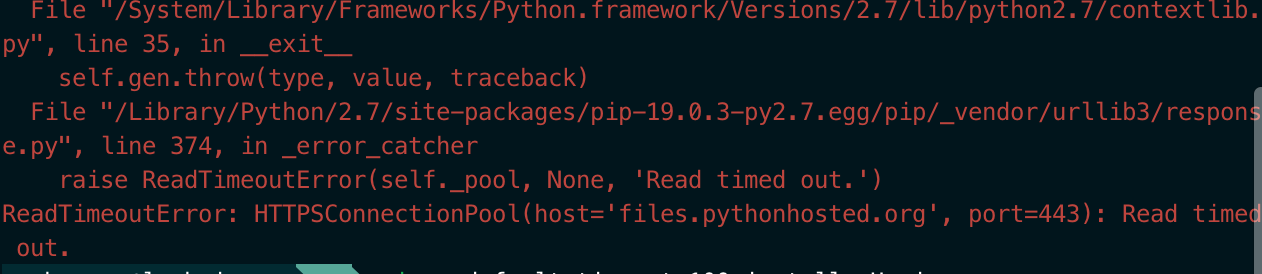 File "/System/Library/Frameworks/Python.framework/Versions/2.7/lib/python2.7/contextlib.
py", line 35, in __exit__
    self.gen.throw(type, value, traceback)
  File "/Library/Python/2.7/site-packages/pip-19.0.3-py2.7.egg/pip/_vendor/urllib3/respons
e.py", line 374, in _error_catcher
    raise ReadTimeoutError(self._pool, None, 'Read timed out.')
ReadTimeoutError: HTTPSConnectionPool(host='files.pythonhosted.org', port=443): Read timed
 out.